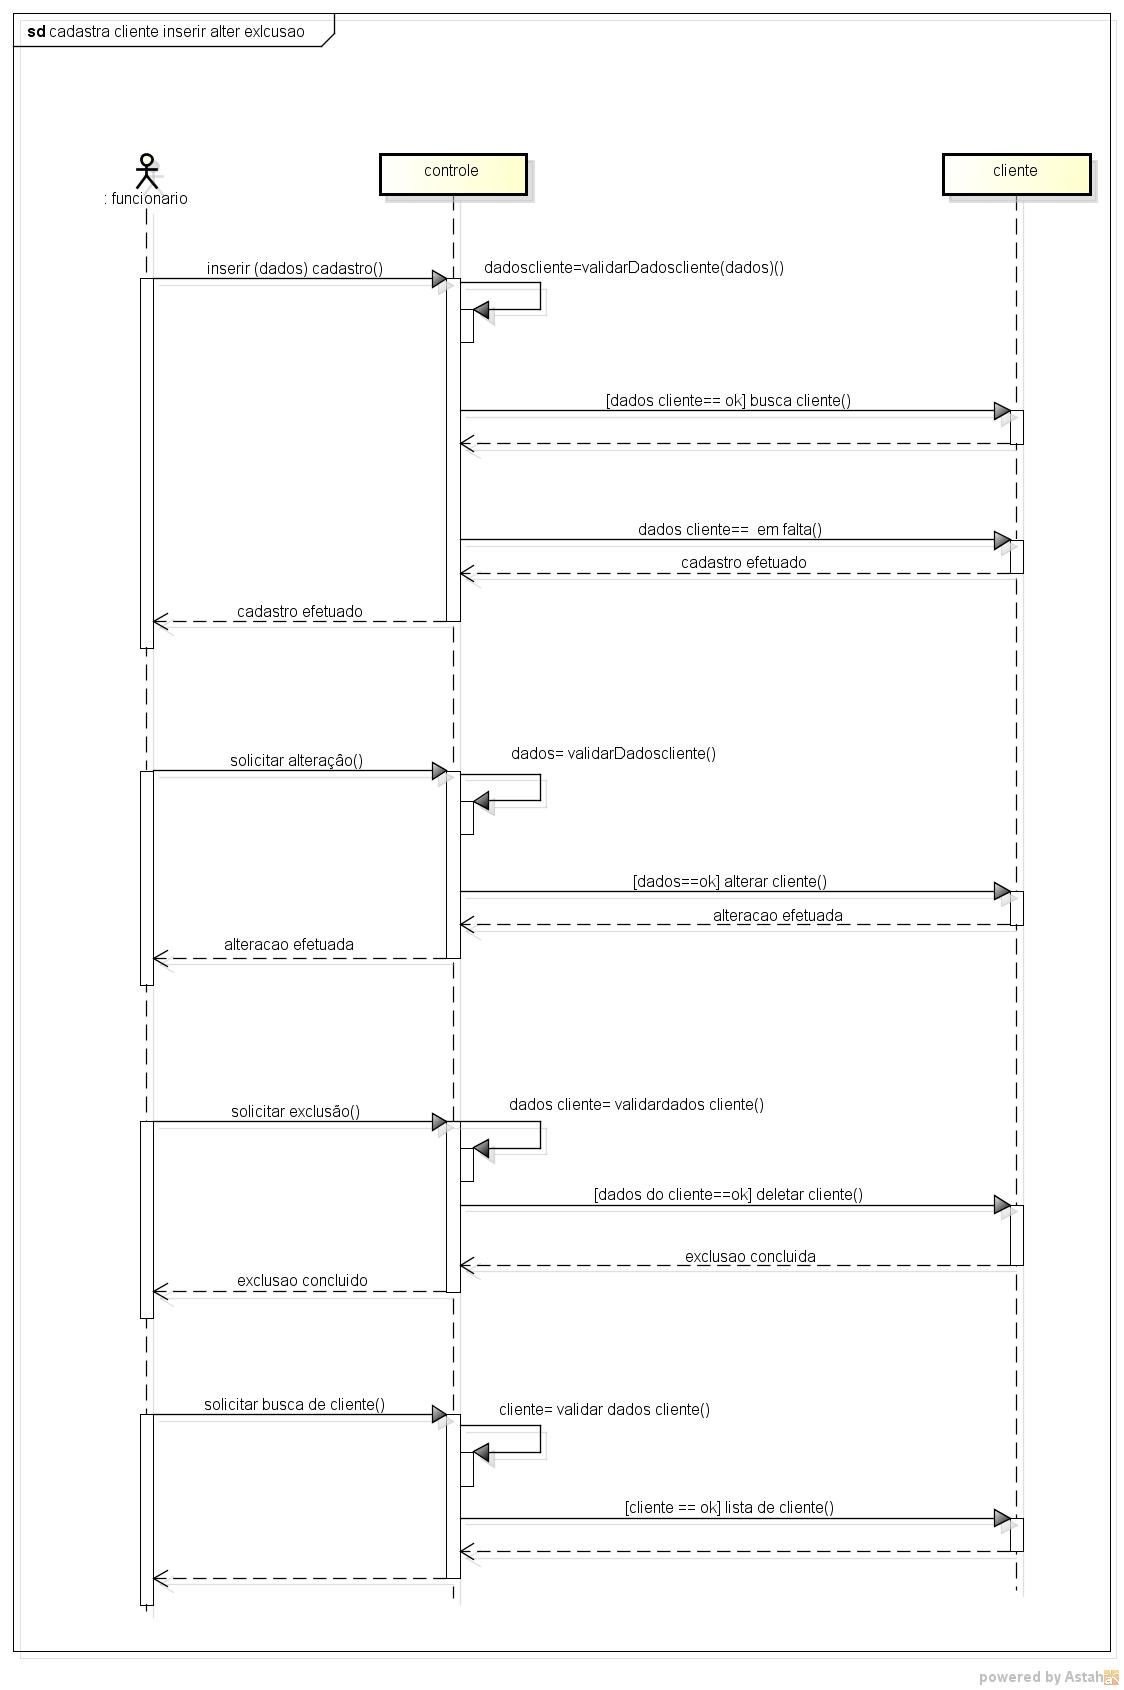 sd cadastra cliente inserir alter exlcusao
: funcionario
controle
cliente
inserir (dados) cadastro()
dadoscliente=validarDadoscliente(dados)()
[dados cliente== ok] busca cliente()
dados cliente==  em falta()
cadastro efetuado
cadastro efetuado
solicitar alteração()
dados= validarDadoscliente()
[dados==ok] alterar cliente()
alteracao efetuada
alteracao efetuada
solicitar exclusão()
dados cliente= validardados cliente()
[dados do cliente==ok] deletar cliente()
exclusao concluida
exclusao concluido
solicitar busca de cliente()
cliente= validar dados cliente()
[cliente == ok] lista de cliente()
powered by Astah